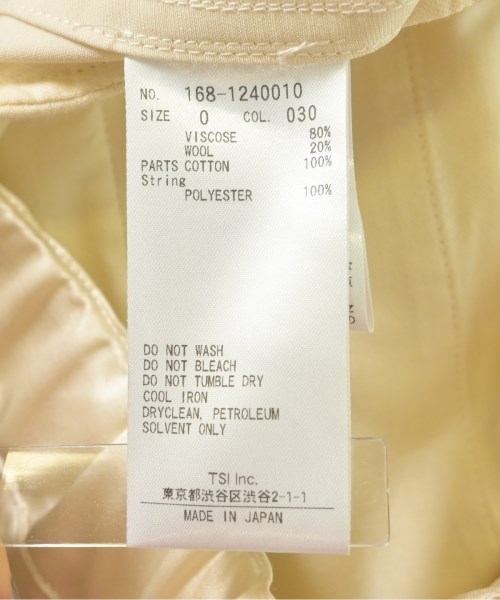 NO. 168-1240010
SIZE 0 COL. 030
VISCOSE 80%
WOOL 20%
PARTS COTTON 100%
String
POLYESTER 100%
DO NOT WASH
DO NOT BLEACH
DO NOT TUMBLE DRY
COOL IRON
DRYCLEAN, PETROLEUM
SOLVENT ONLY
TSI Inc.
東京都渋谷区渋谷2-1-1
MADE IN JAPAN